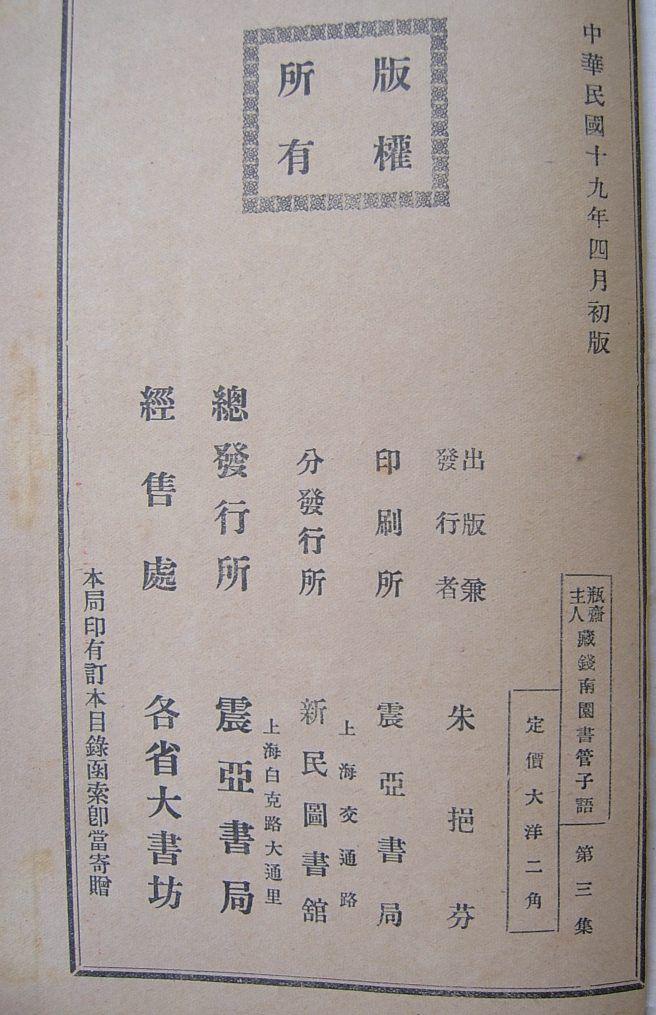 中華民國十九年四月初版
版權
所有
瓶齋主人藏錢南園書管子語 第三集
定價大洋二角
出版兼發行者 朱挹芬
印刷所 震亞書局
上海交通路
分發行所 新民圖書館
上海白克路大通里
總發行所 震亞書局
經售處 各省大書坊
本局印有訂本目錄函索卽當寄贈